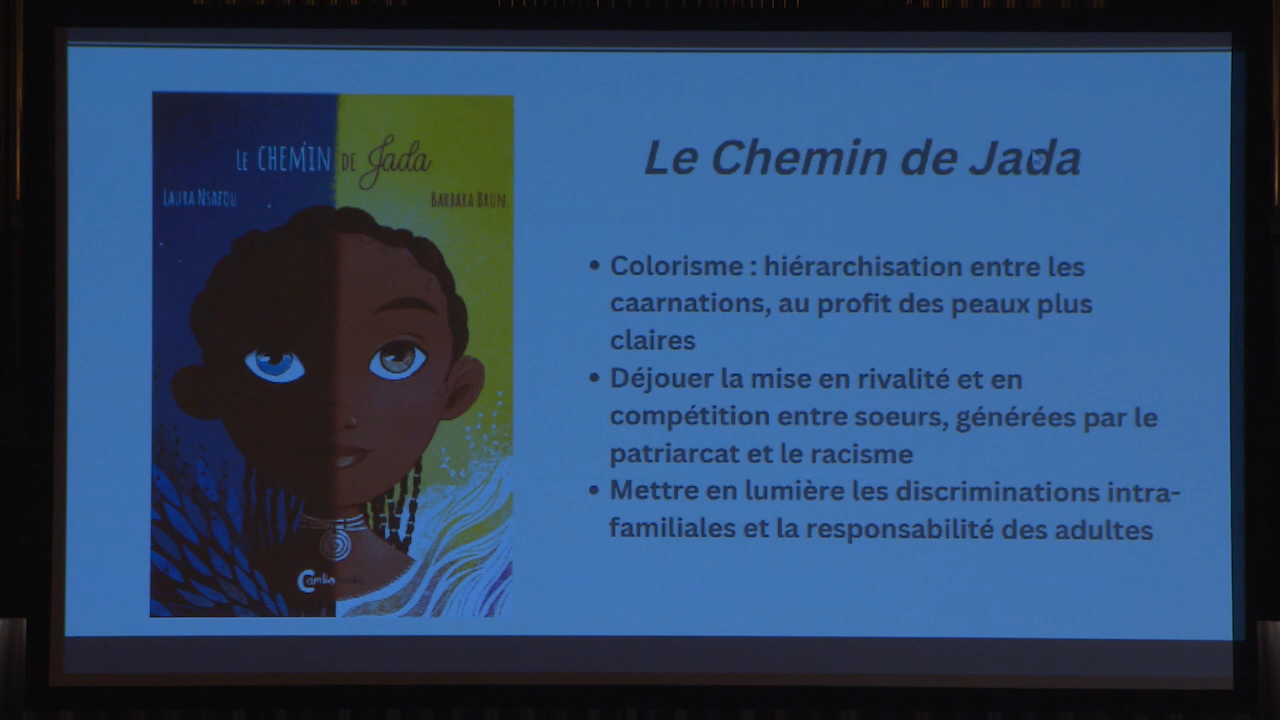 LE CHEMIN DE Jada
LAURA NSAFOU
BARBARA BRUN
Cambourakis
Le Chemin de Jada
• Colorisme : hiérarchisation entre les
caarnations, au profit des peaux plus
claires
• Déjouer la mise en rivalité et en
compétition entre soeurs, générées par le
patriarcat et le racisme
• Mettre en lumière les discriminations intra-
familiales et la responsabilité des adultes